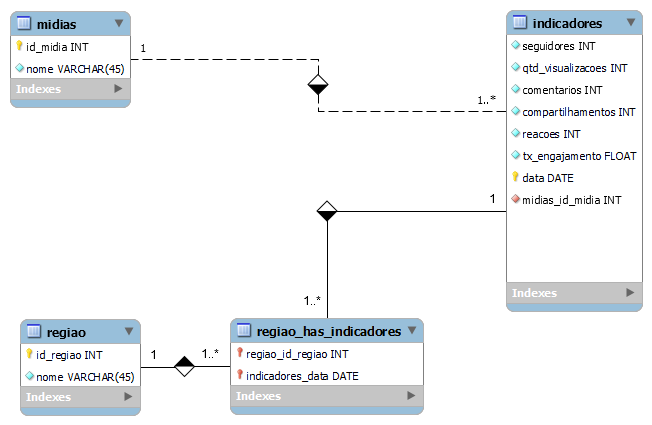 midias
id_midia INT
nome VARCHAR(45)
Indexes
1
1..*
indicadores
seguidores INT
qtd_visualizacoes INT
comentarios INT
compartilhamentos INT
reacoes INT
tx_engajamento FLOAT
data DATE
midias_id_midia INT
Indexes
1
1..*
regiao
id_regiao INT
nome VARCHAR(45)
Indexes
1
1..*
regiao_has_indicadores
regiao_id_regiao INT
indicadores_data DATE
Indexes